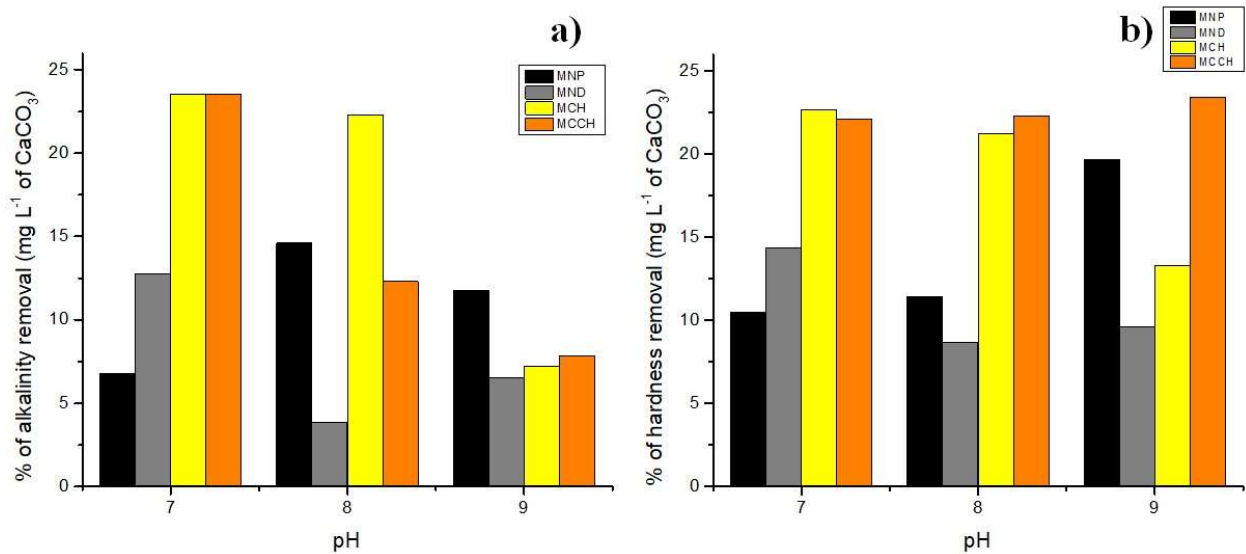 a)
MNP
MND
MCH
MCCH
% of alkalinity removal (mg L⁻¹ of CaCO₃)
25
20
15
10
5
0
7
8
9
pH
b)
MNP
MND
MCH
MCCH
% of hardness removal (mg L⁻¹ of CaCO₃)
25
20
15
10
5
0
7
8
9
pH